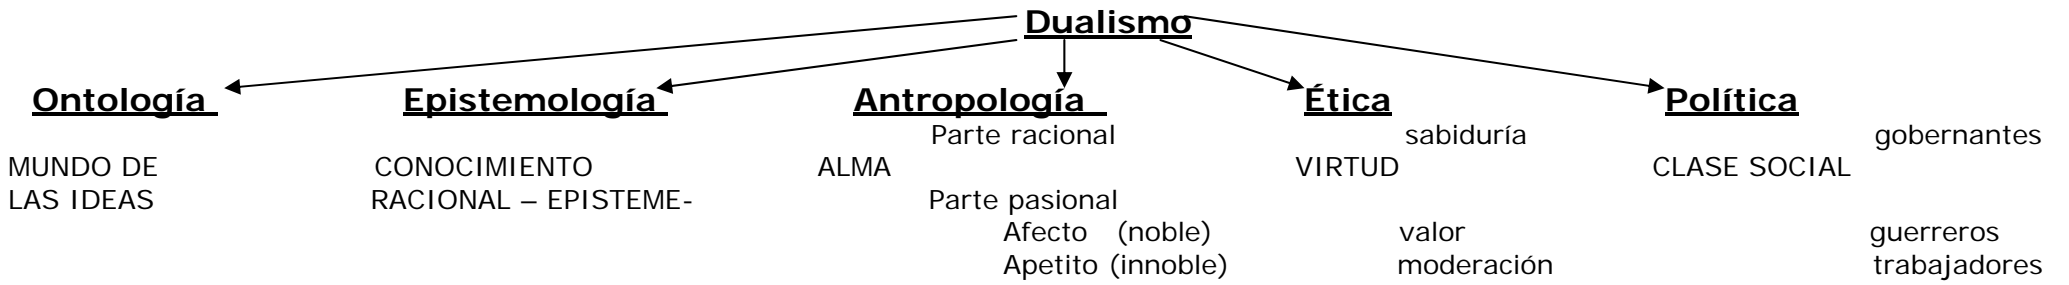 Dualismo
Ontología Epistemología Antropología Ética Política
Parte racional sabiduría gobernantes
MUNDO DE CONOCIMIENTO ALMA VIRTUD CLASE SOCIAL
LAS IDEAS RACIONAL – EPISTEME- Parte pasional
Afecto (noble) valor guerreros
Apetito (innoble) moderación trabajadores